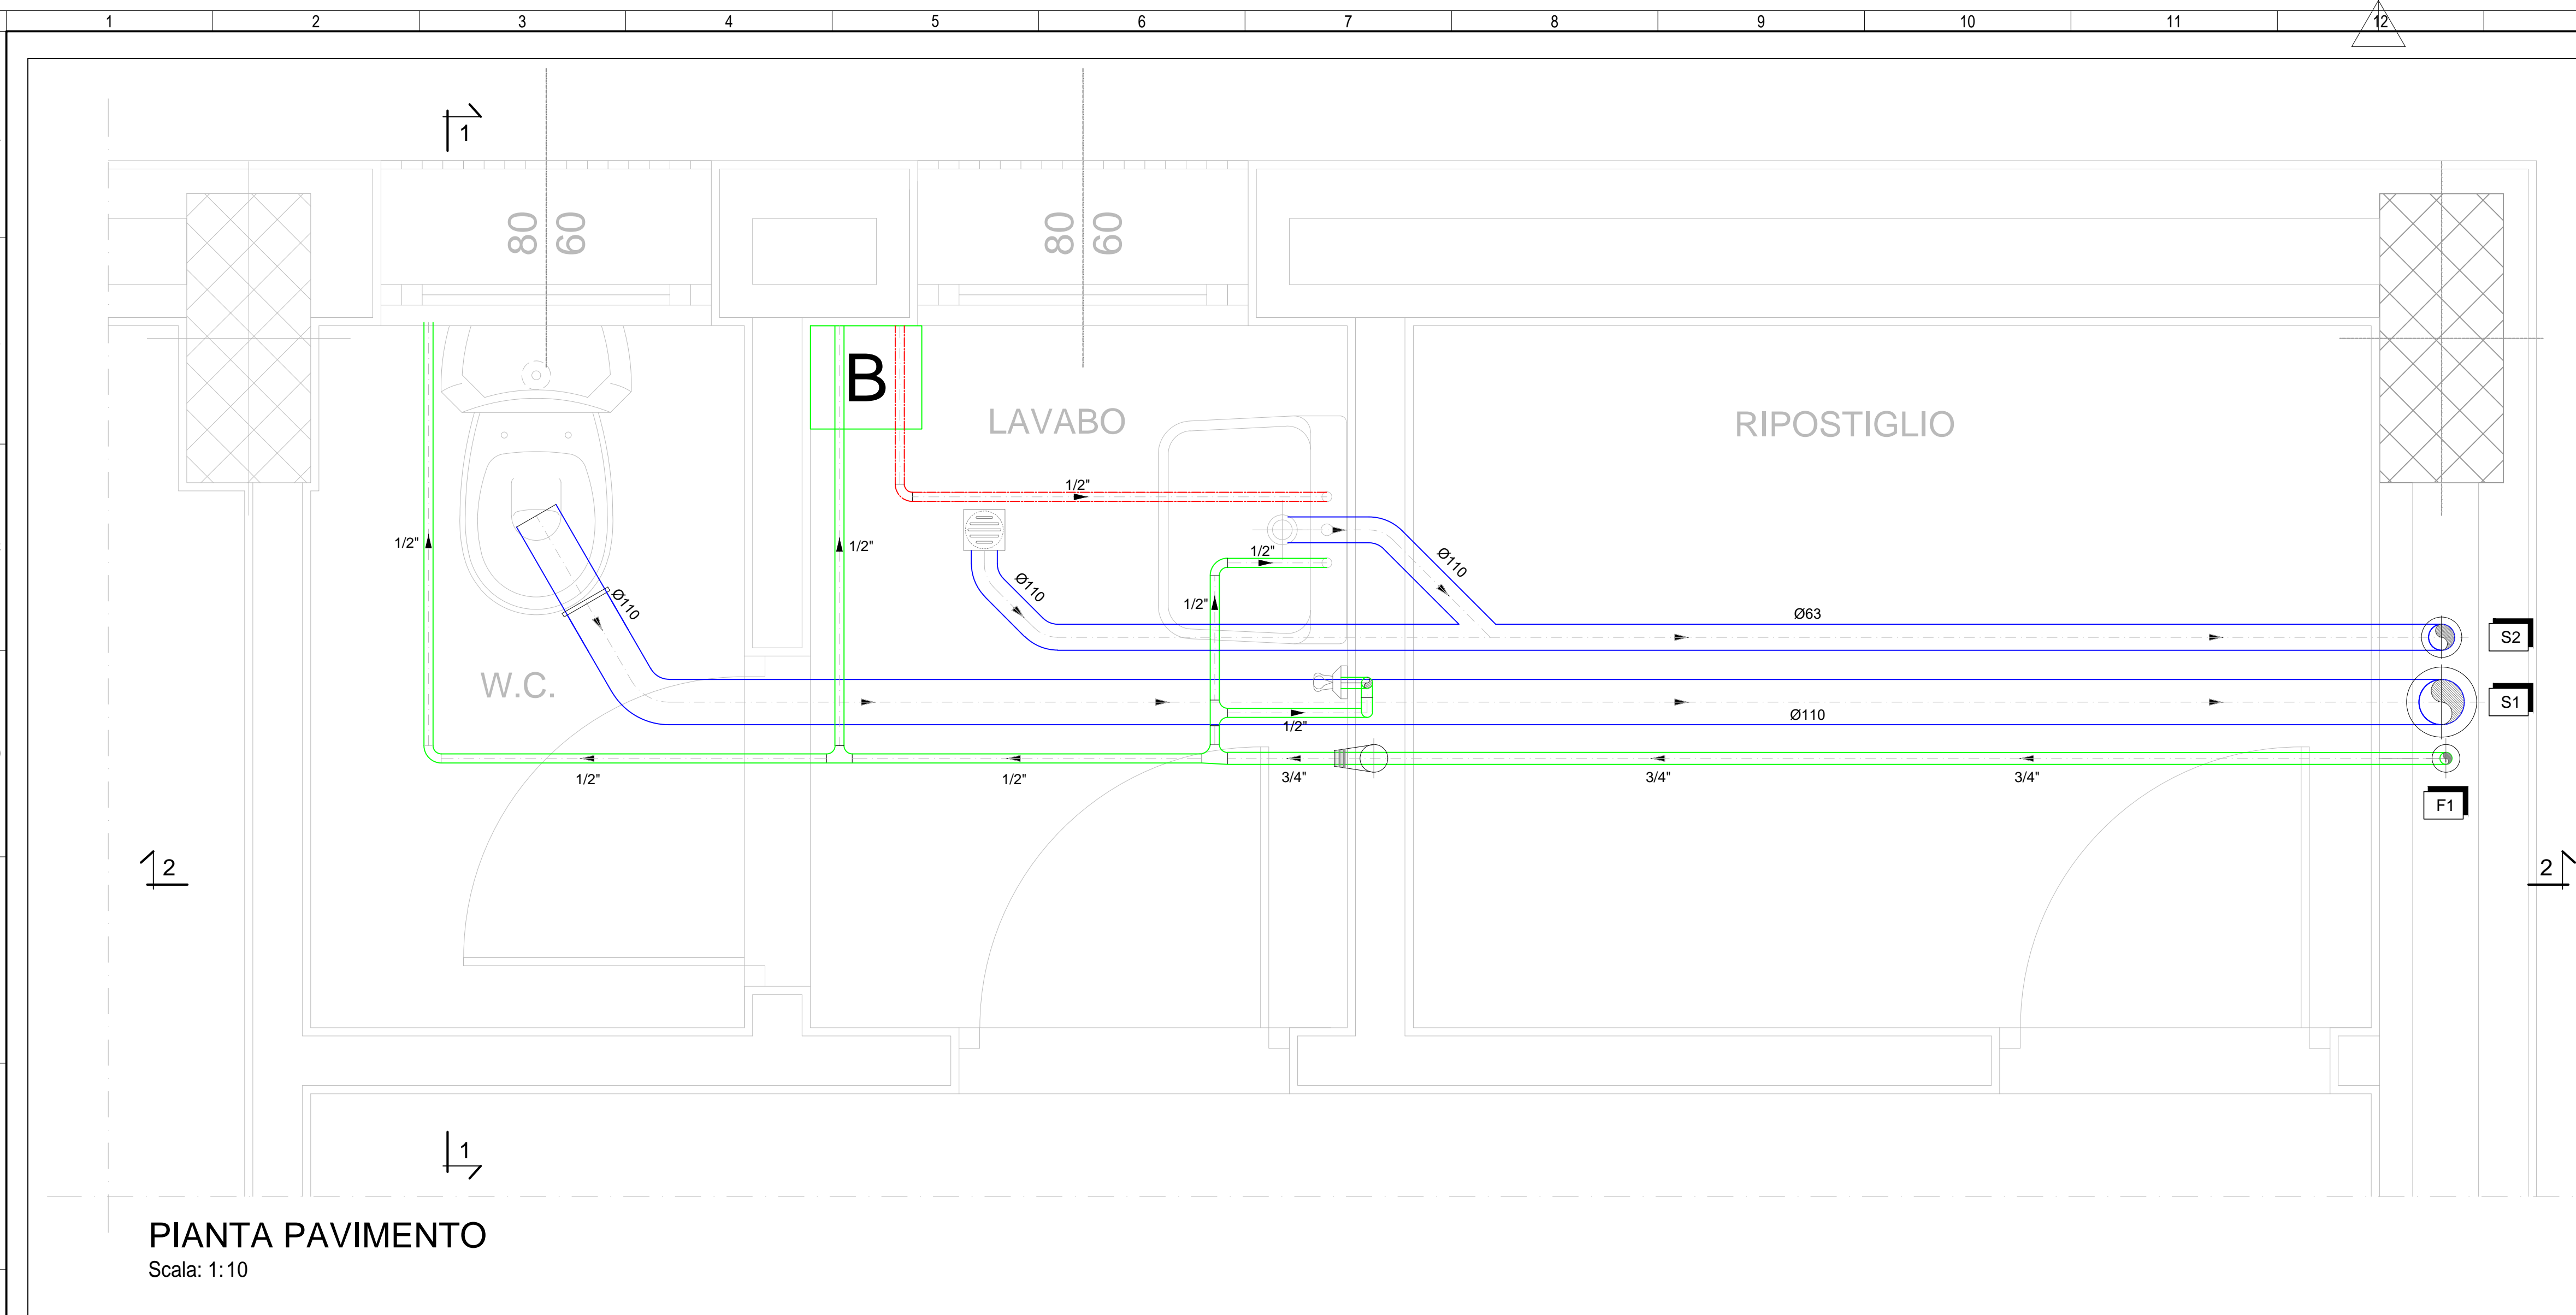 1 2 3 4 5 6 7 8 9 10 11 12
1
80 60
80 60
B
LAVABO
RIPOSTIGLIO
1/2"
1/2"
1/2"
1/2"
Ø110
Ø110
Ø110
1/2"
Ø63
S2
W.C.
S1
Ø110
1/2"
1/2"
1/2"
3/4"
3/4"
3/4"
F1
2
2
1
PIANTA PAVIMENTO
Scala: 1:10